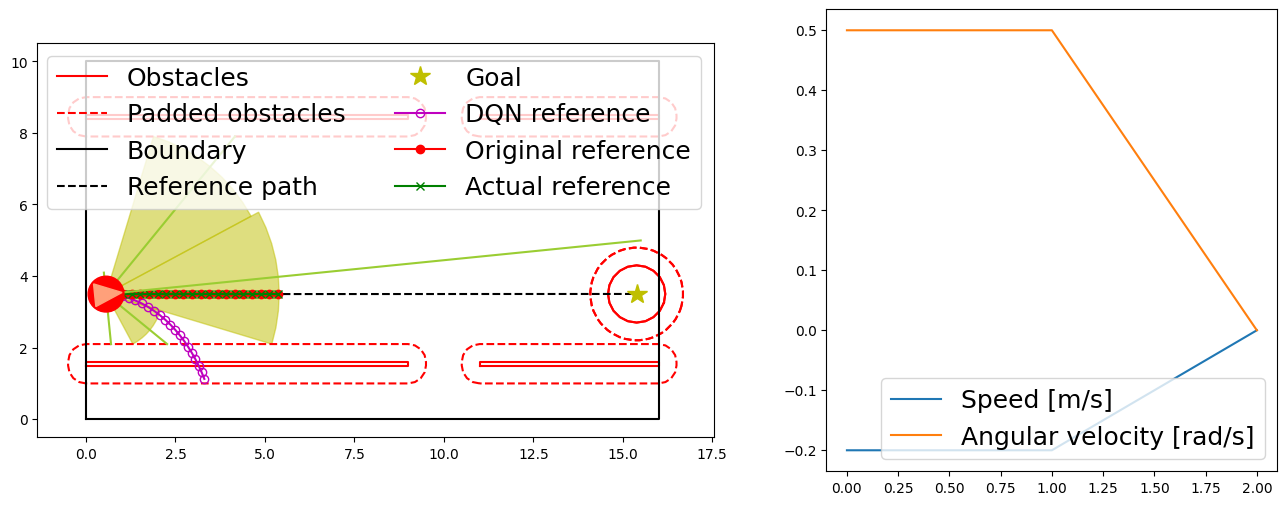 Obstacles
Padded obstacles
Boundary
Reference path
Goal
DQN reference
Original reference
Actual reference
10
8
6
4
2
0
0.0 2.5 5.0 7.5 10.0 12.5 15.0 17.5
0.5
0.4
0.3
0.2
0.1
0.0
−0.1
−0.2
Speed [m/s]
Angular velocity [rad/s]
0.00 0.25 0.50 0.75 1.00 1.25 1.50 1.75 2.00